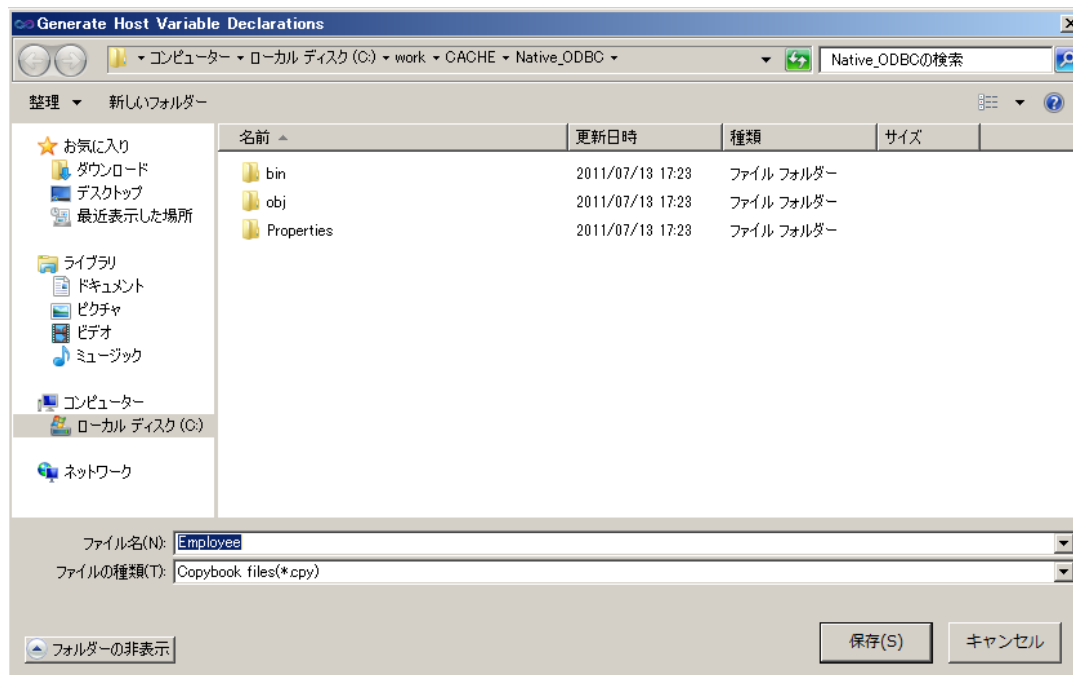 Generate Host Variable Declarations
コンピューター ローカル ディスク (C:) work CACHE Native_ODBC
Native_ODBCの検索
整理 新しいフォルダー
名前 更新日時 種類 サイズ
お気に入り
ダウンロード
デスクトップ
最近表示した場所
ライブラリ
ドキュメント
ピクチャ
ビデオ
ミュージック
コンピューター
ローカル ディスク (C:)
ネットワーク
bin 2011/07/13 17:23 ファイル フォルダー
obj 2011/07/13 17:23 ファイル フォルダー
Properties 2011/07/13 17:23 ファイル フォルダー
ファイル名(N): Employee
ファイルの種類(T): Copybook files(*.cpy)
フォルダーの非表示
保存(S) キャンセル